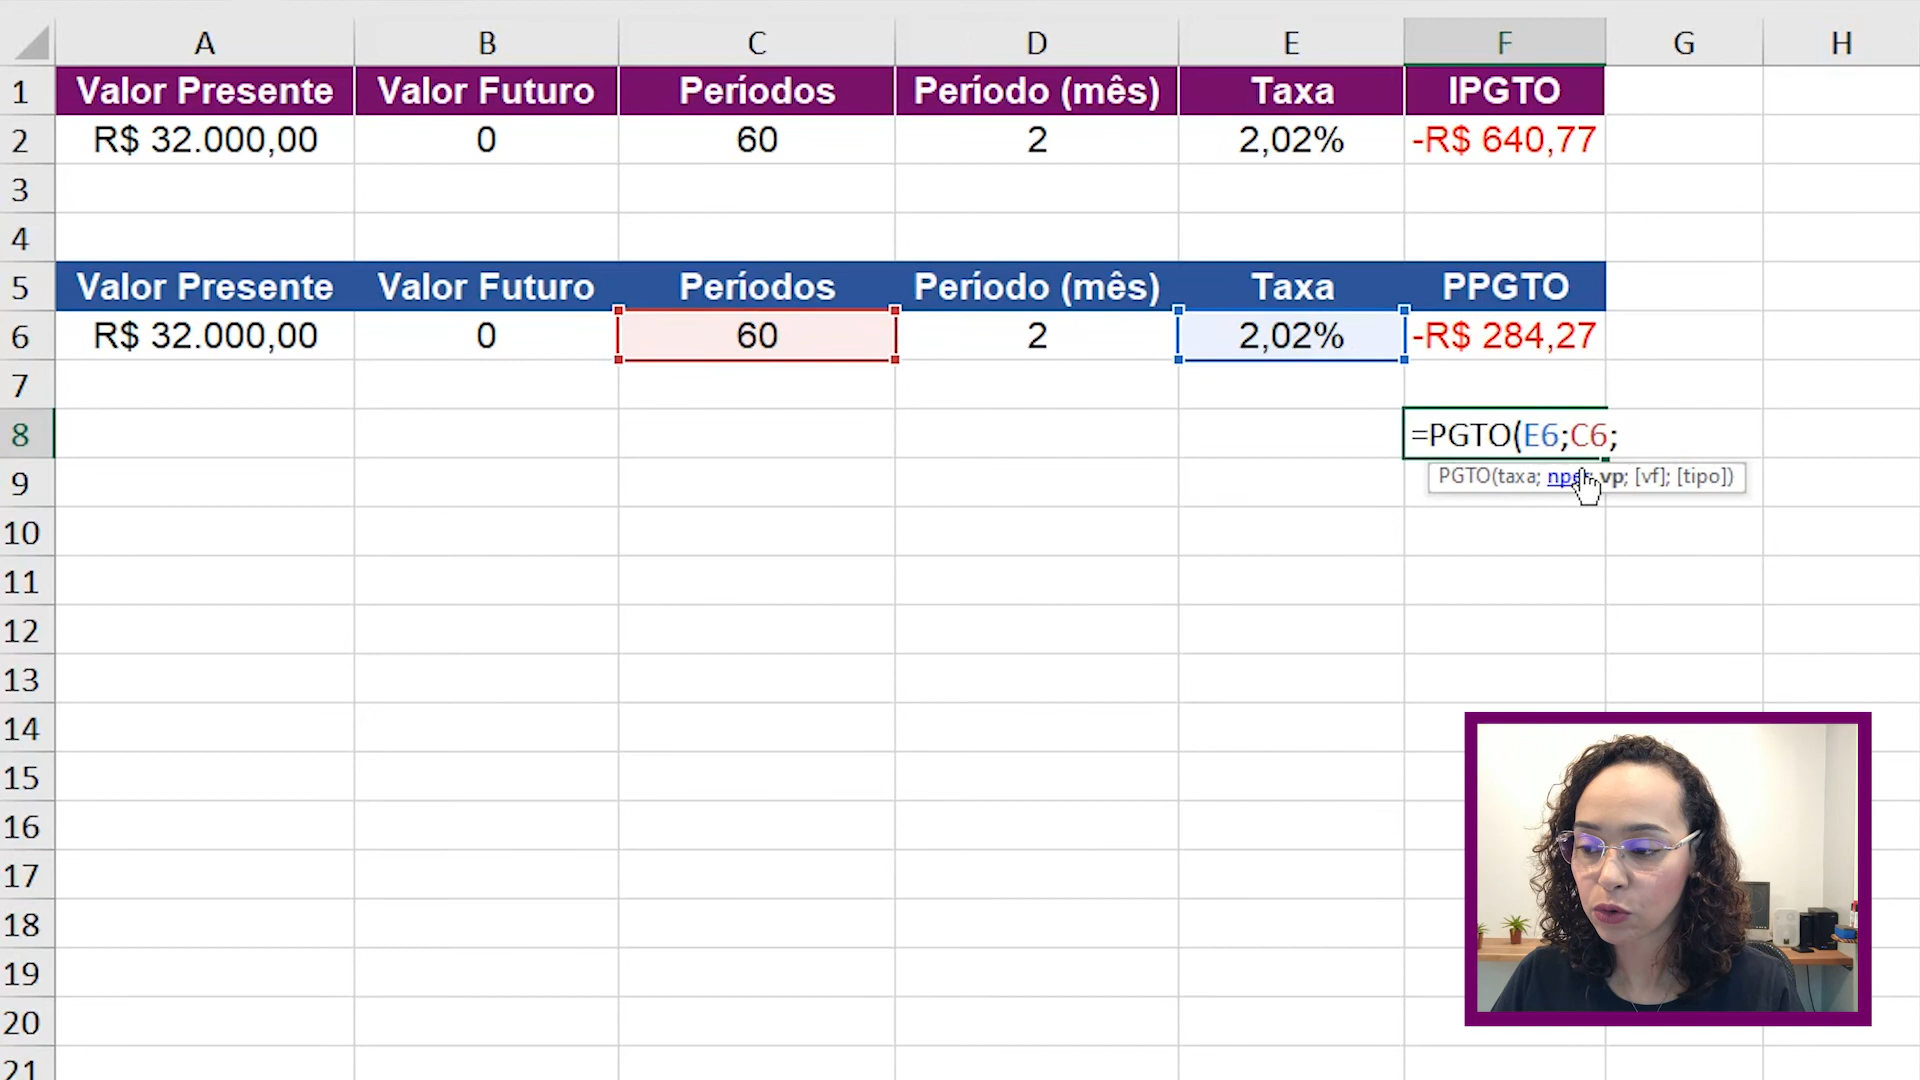 A B C D E F G H
1 Valor Presente Valor Futuro Períodos Período (mês) Taxa IPGTO
2 R$ 32.000,00 0 60 2 2,02% -R$ 640,77
3
4
5 Valor Presente Valor Futuro Períodos Período (mês) Taxa PPGTO
6 R$ 32.000,00 0 60 2 2,02% -R$ 284,27
7
8 =PGTO(E6;C6;
PGTO(taxa; nper; vp; [vf]; [tipo])
9
10
11
12
13
14
15
16
17
18
19
20
21